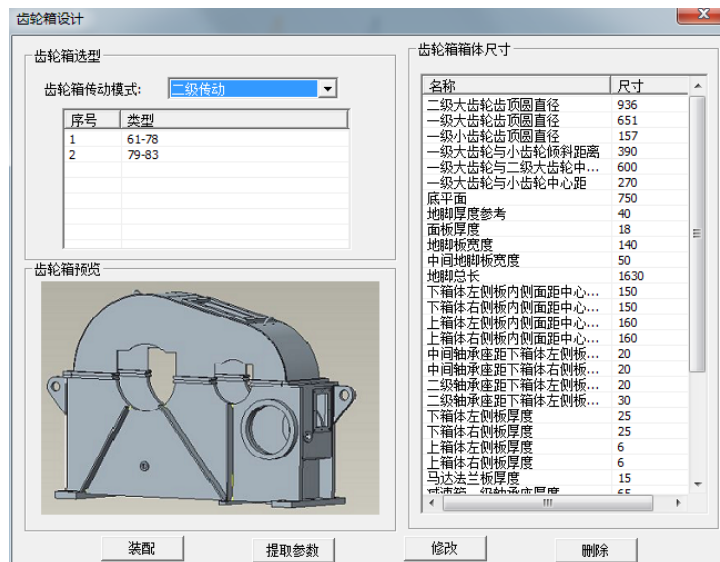 齿轮箱设计
齿轮箱选型
齿轮箱传动模式: 二级传动
序号 类型
1 61-78
2 79-83
齿轮箱预览
齿轮箱箱体尺寸
名称 尺寸
二级大齿轮齿顶圆直径 936
一级大齿轮齿顶圆直径 651
一级小齿轮齿顶圆直径 157
一级大齿轮与小齿轮倾斜距离 390
一级大齿轮与二级大齿轮中... 600
一级大齿轮与小齿轮中心距 270
底平面 750
地脚厚度参考 40
面板厚度 18
地脚板宽度 140
中间地脚板宽度 50
地脚总长 1630
下箱体左侧板内侧面距中心... 150
下箱体右侧板内侧面距中心... 150
上箱体左侧板内侧面距中心... 160
上箱体右侧板内侧面距中心... 160
中间轴承座距下箱体左侧板... 20
中间轴承座距下箱体右侧板... 20
二级轴承座距下箱体左侧板... 20
二级轴承座距下箱体左侧板... 30
下箱体左侧板厚度 25
下箱体右侧板厚度 25
上箱体左侧板厚度 6
上箱体右侧板厚度 6
马达法兰板厚度 15
减速箱一级轴承座厚度 65
装配 提取参数 修改 删除